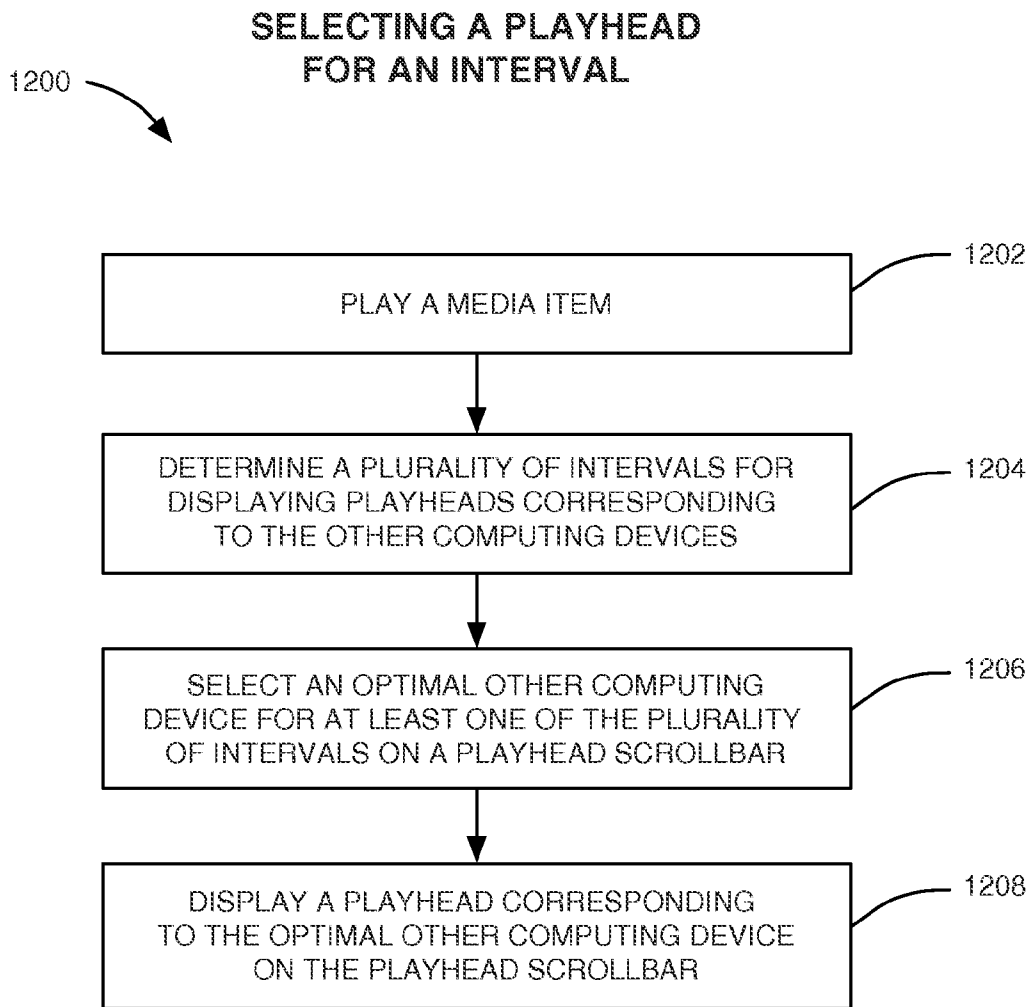 SELECTING A PLAYHEAD
FOR AN INTERVAL
1200
PLAY A MEDIA ITEM
1202
DETERMINE A PLURALITY OF INTERVALS FOR
DISPLAYING PLAYHEADS CORRESPONDING
TO THE OTHER COMPUTING DEVICES
1204
SELECT AN OPTIMAL OTHER COMPUTING
DEVICE FOR AT LEAST ONE OF THE PLURALITY
OF INTERVALS ON A PLAYHEAD SCROLLBAR
1206
DISPLAY A PLAYHEAD CORRESPONDING
TO THE OPTIMAL OTHER COMPUTING DEVICE
ON THE PLAYHEAD SCROLLBAR
1208